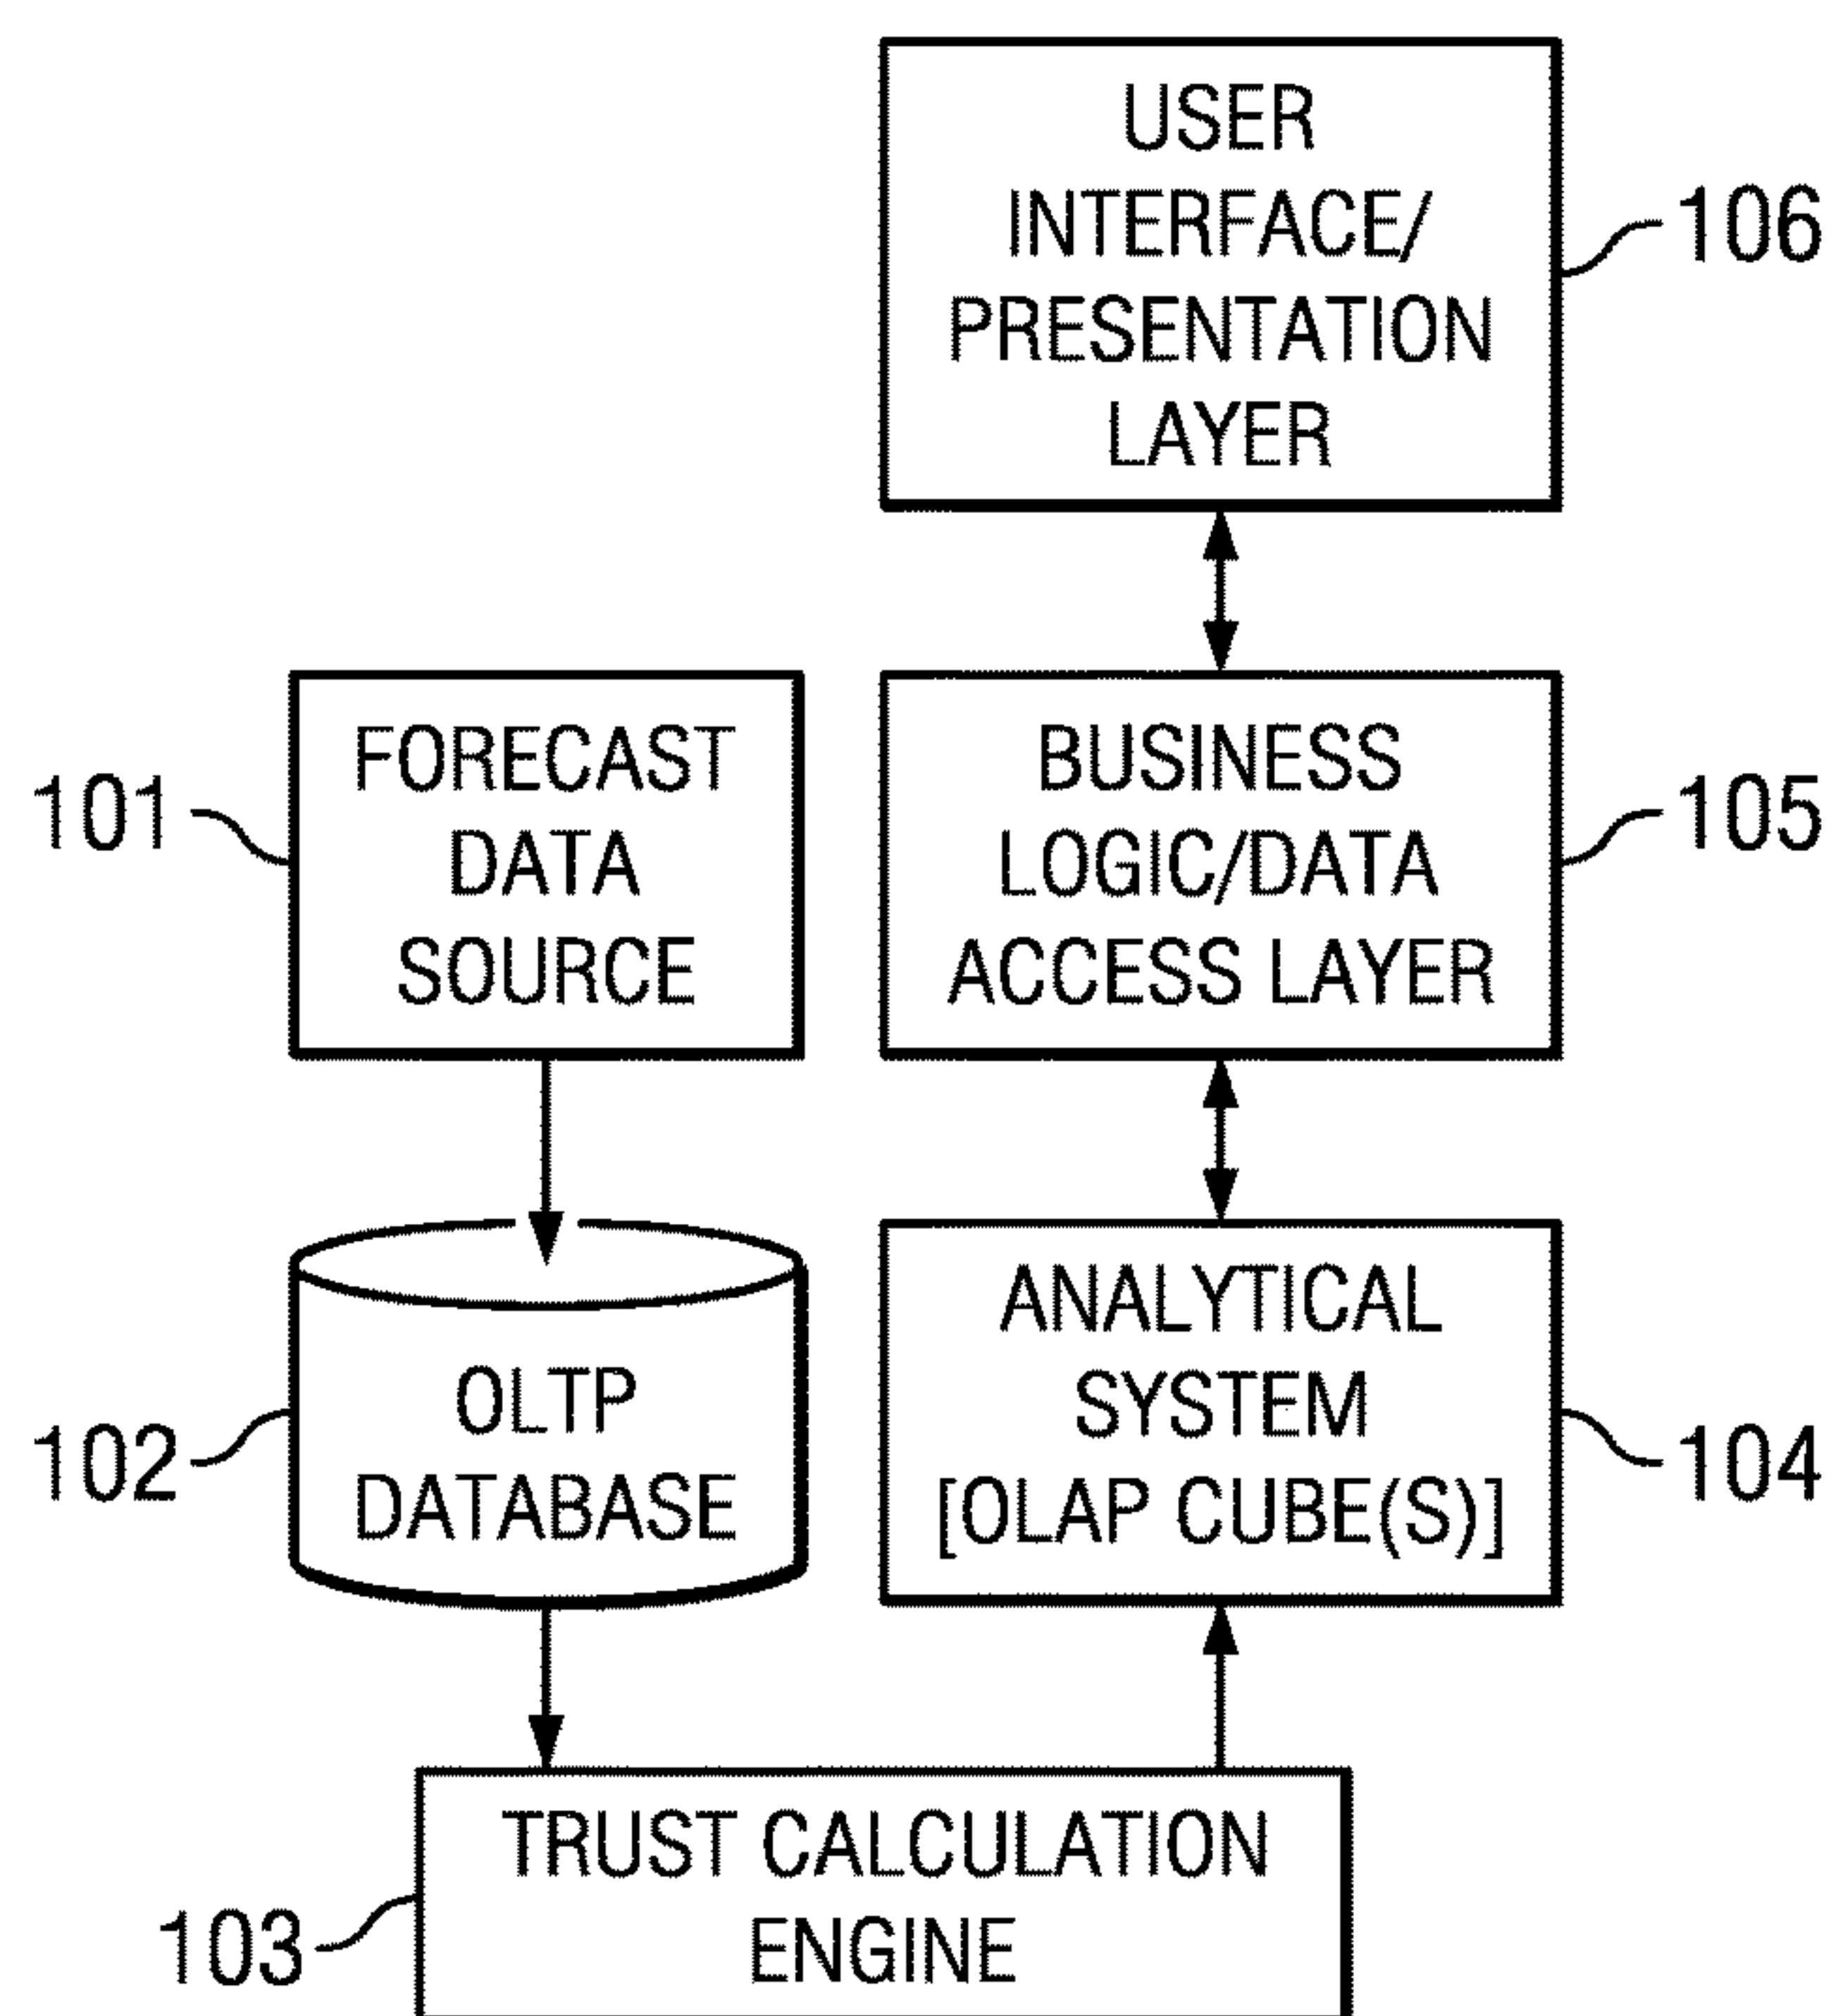 USER
INTERFACE/
PRESENTATION
LAYER
106
FORECAST
DATA
SOURCE
101
BUSINESS
LOGIC/DATA
ACCESS LAYER
105
OLTP
DATABASE
102
ANALYTICAL
SYSTEM
[OLAP CUBE(S)]
104
TRUST CALCULATION
ENGINE
103